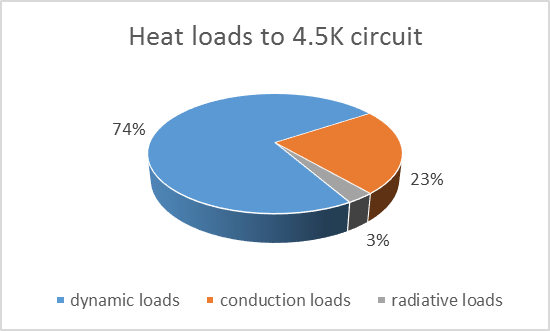 Heat loads to 4.5K circuit
74%
23%
3%
dynamic loads
conduction loads
radiative loads